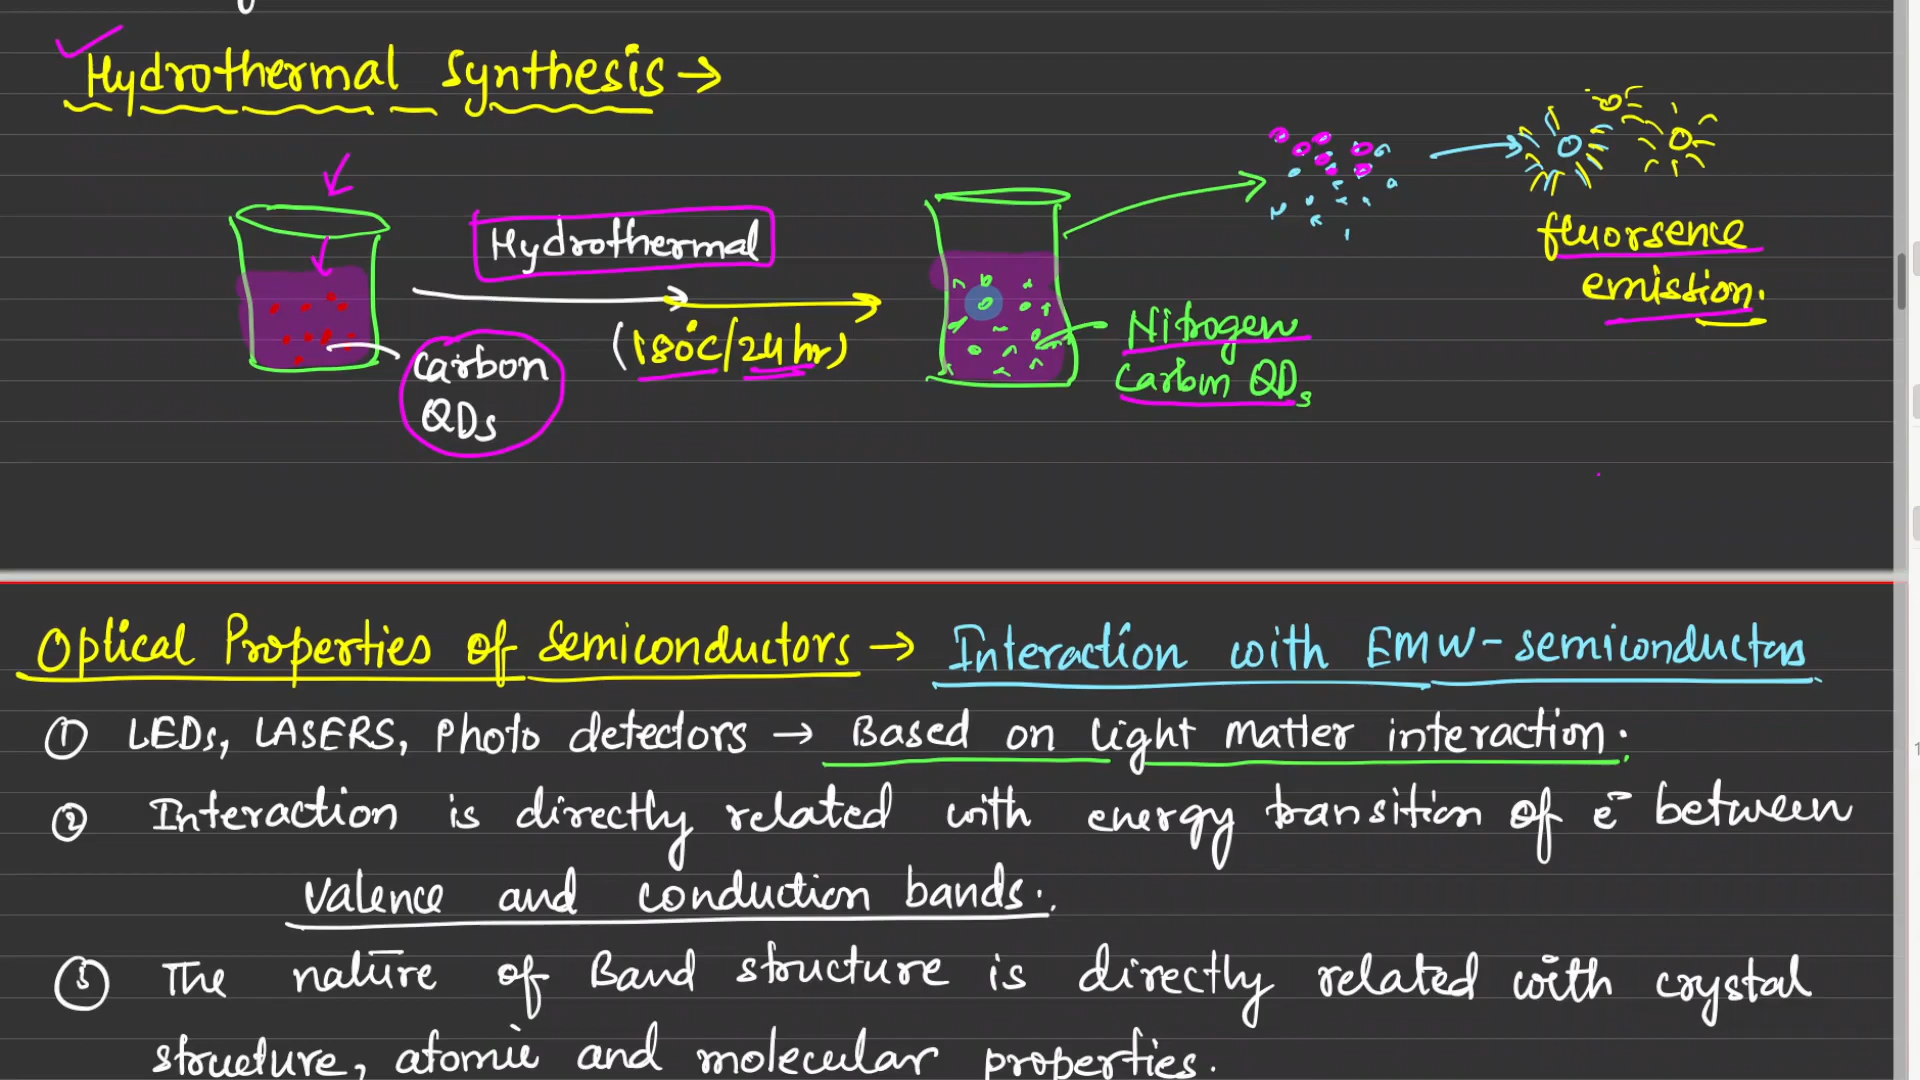 Hydrothermal Synthesis →
Hydrothermal
(180°C/24 hr)
Carbon
QDs
Nitrogen
Carbon QDs
fluorsence
emission.
Optical Properties of Semiconductors → Interaction with EMW-semiconductors
① LEDs, LASERS, Photo detectors → Based on Light Matter interaction.
② Interaction is directly related with energy transition of e⁻ between
Valence and conduction bands.
③ The nature of Band structure is directly related with crystal
structure, atomic and molecular properties.